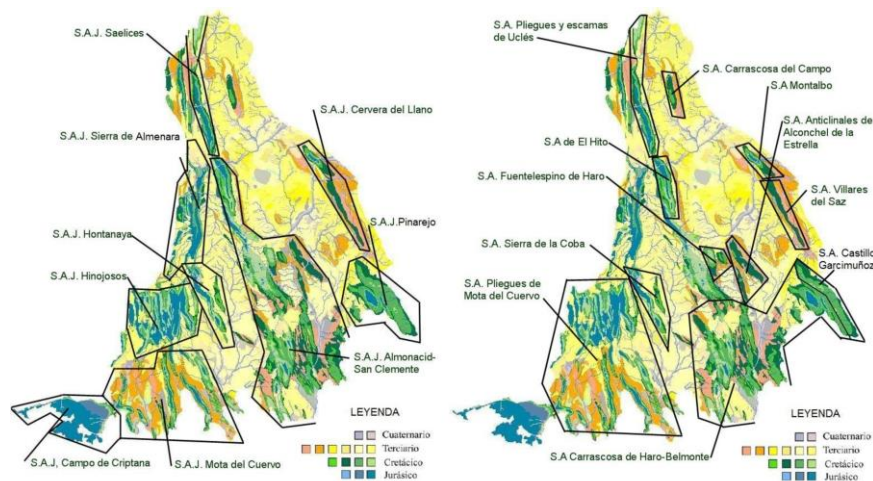 S.A.J. Saelices
S.A.J. Cervera del Llano
S.A.J. Sierra de Almenara
S.A.J.Pinarejo
S.A.J. Hontanaya
S.A.J. Hinojosos
S.A.J. Almonacid-
San Clemente
LEYENDA
Cuaternario
Terciario
Cretácico
Jurásico
S.A.J, Campo de Criptana
S.A.J. Mota del Cuervo
S.A. Pliegues y escamas
de Uclés
S.A. Carrascosa del Campo
S.A Montalbo
S.A. Anticlinales de
Alconchel de la
Estrella
S.A de El Hito
S.A. Fuentelespino de Haro
S.A. Villares
del Saz
S.A. Sierra de la Coba
S.A. Castillo
Garcimuñoz
S.A. Pliegues de
Mota del Cuervo
LEYENDA
Cuaternario
Terciario
Cretácico
Jurásico
S.A Carrascosa de Haro-Belmonte